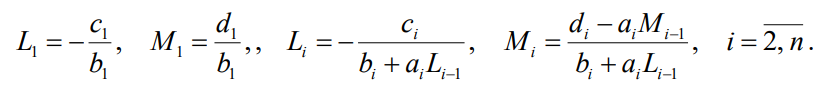 L₁ = −c₁/b₁, M₁ = d₁/b₁,, Lᵢ = −cᵢ/(bᵢ + aᵢLᵢ₋₁), Mᵢ = (dᵢ − aᵢMᵢ₋₁)/(bᵢ + aᵢLᵢ₋₁), i = \overline{2, n}.